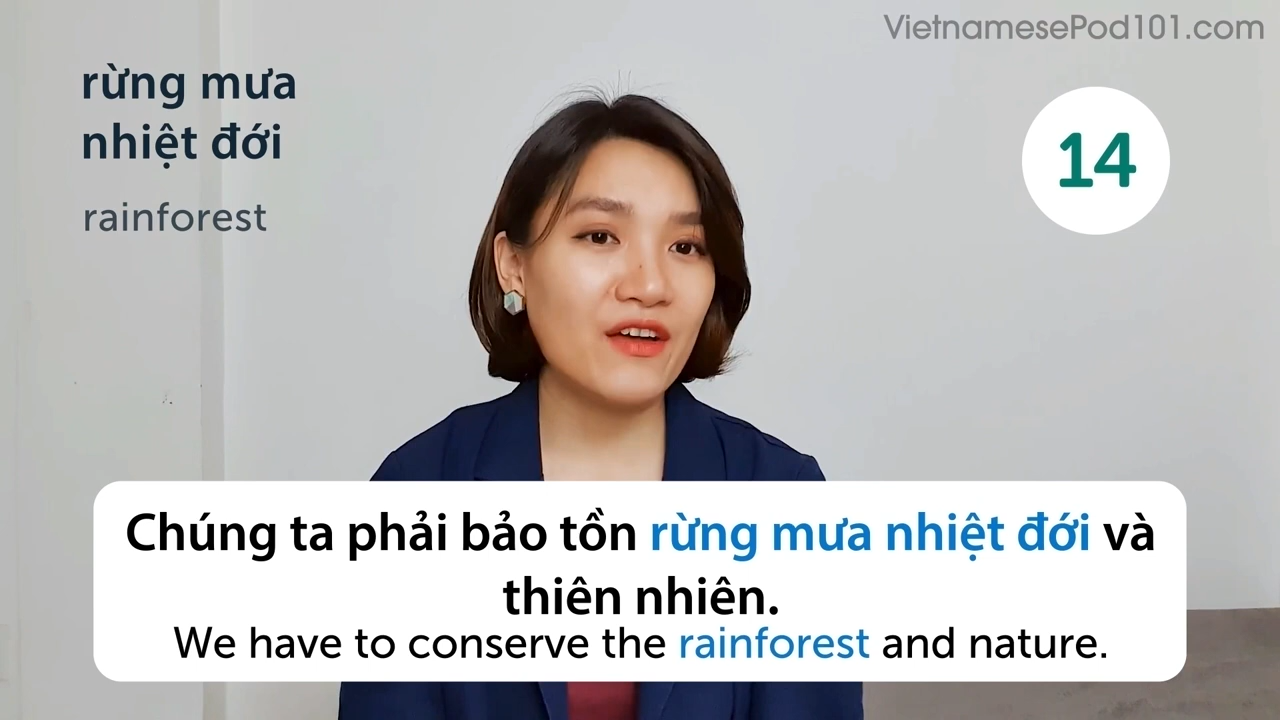 VietnamesePod101.com
rừng mưa
nhiệt đới
rainforest
14
Chúng ta phải bảo tồn rừng mưa nhiệt đới và
thiên nhiên.
We have to conserve the rainforest and nature.